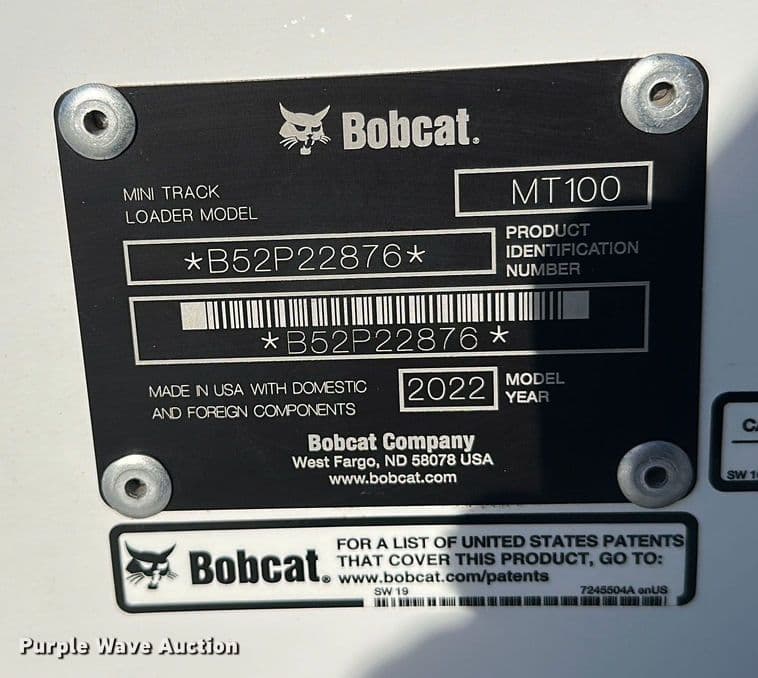 Bobcat®
MINI TRACK
LOADER MODEL
MT100
*B52P22876*
PRODUCT
IDENTIFICATION
NUMBER
*B52P22876*
MADE IN USA WITH DOMESTIC
AND FOREIGN COMPONENTS
2022
MODEL
YEAR
Bobcat Company
West Fargo, ND 58078 USA
www.bobcat.com
Bobcat®
FOR A LIST OF UNITED STATES PATENTS
THAT COVER THIS PRODUCT, GO TO:
www.bobcat.com/patents
SW 19
7245504A enUS
SW
Purple Wave Auction